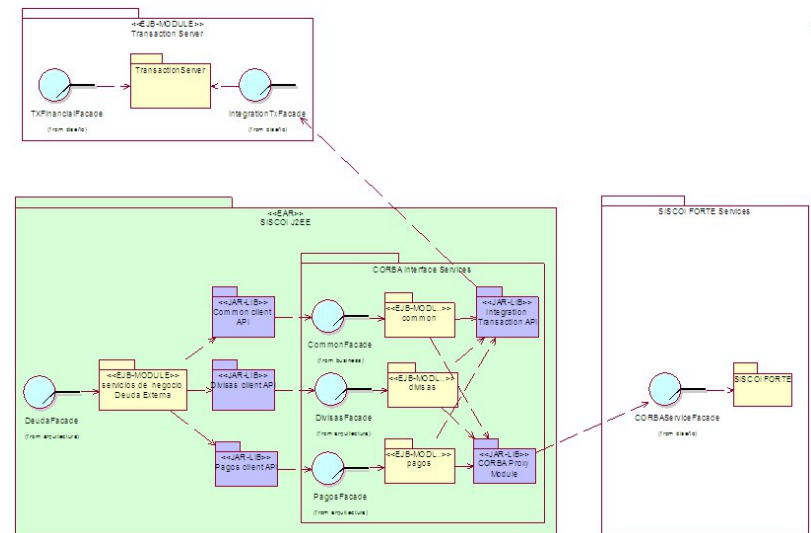 <<EJB-MODULE>>
Transaction Server
TransactionServer
TXFinancialFacade
(from diseño)
IntegrationTxFacade
(from diseño)
<<EAR>>
SISCOI J2EE
SISCOI FORTE Services
CORBA Interface Services
<<JAR-LIB>>
Common client
API
CommonFacade
(from business)
<<EJB-MODL...>>
common
<<JAR-LIB>>
Integration
Transaction API
DeudaFacade
(from arquitectura)
<<EJB-MODULE>>
servicios de negocio
Deuda Externa
<<JAR-LIB>>
Divisas client API
DivisasFacade
(from arquitectura)
<<EJB-MODL...>>
divisas
<<JAR-LIB>>
Pagos client API
PagosFacade
(from arquitectura)
<<EJB-MODL...>>
pagos
<<JAR-LIB>>
CORBA Proxy
Module
CORBAServiceFacade
(from diseño)
SISCOI FORTE